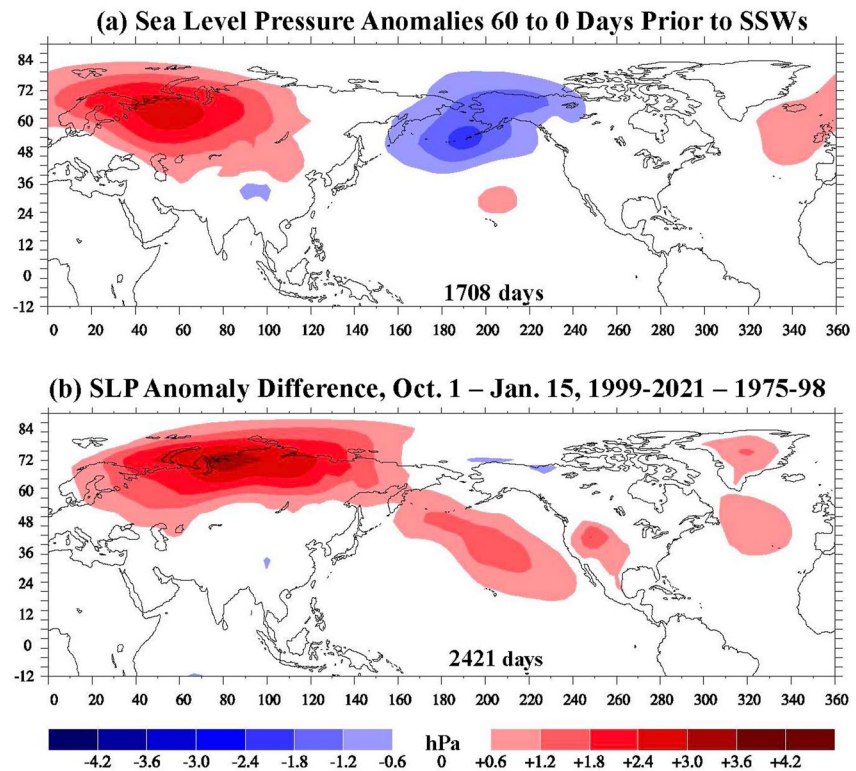 (a) Sea Level Pressure Anomalies 60 to 0 Days Prior to SSWs
84
72
60
48
36
24
12
0
-12
1708 days
0 20 40 60 80 100 120 140 160 180 200 220 240 260 280 300 320 340 360
(b) SLP Anomaly Difference, Oct. 1 – Jan. 15, 1999-2021 – 1975-98
84
72
60
48
36
24
12
0
-12
2421 days
0 20 40 60 80 100 120 140 160 180 200 220 240 260 280 300 320 340 360
hPa
-4.2 -3.6 -3.0 -2.4 -1.8 -1.2 -0.6 0 +0.6 +1.2 +1.8 +2.4 +3.0 +3.6 +4.2